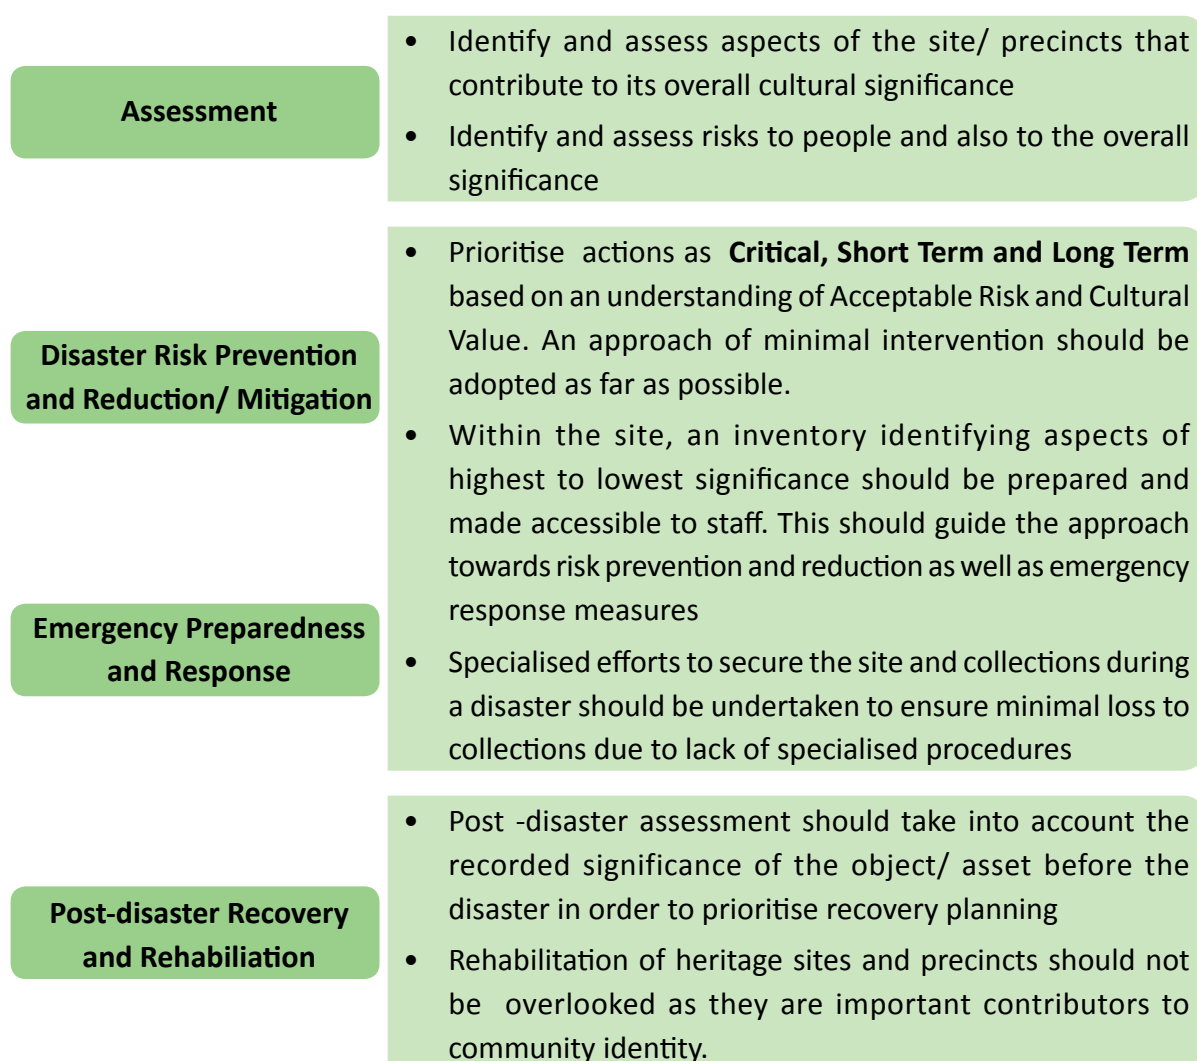 Assessment
• Identify and assess aspects of the site/ precincts that
contribute to its overall cultural significance
• Identify and assess risks to people and also to the overall
significance
Disaster Risk Prevention
and Reduction/ Mitigation
Emergency Preparedness
and Response
• Prioritise actions as Critical, Short Term and Long Term
based on an understanding of Acceptable Risk and Cultural
Value. An approach of minimal intervention should be
adopted as far as possible.
• Within the site, an inventory identifying aspects of
highest to lowest significance should be prepared and
made accessible to staff. This should guide the approach
towards risk prevention and reduction as well as emergency
response measures
• Specialised efforts to secure the site and collections during
a disaster should be undertaken to ensure minimal loss to
collections due to lack of specialised procedures
Post-disaster Recovery
and Rehabiliation
• Post -disaster assessment should take into account the
recorded significance of the object/ asset before the
disaster in order to prioritise recovery planning
• Rehabilitation of heritage sites and precincts should not
be overlooked as they are important contributors to
community identity.